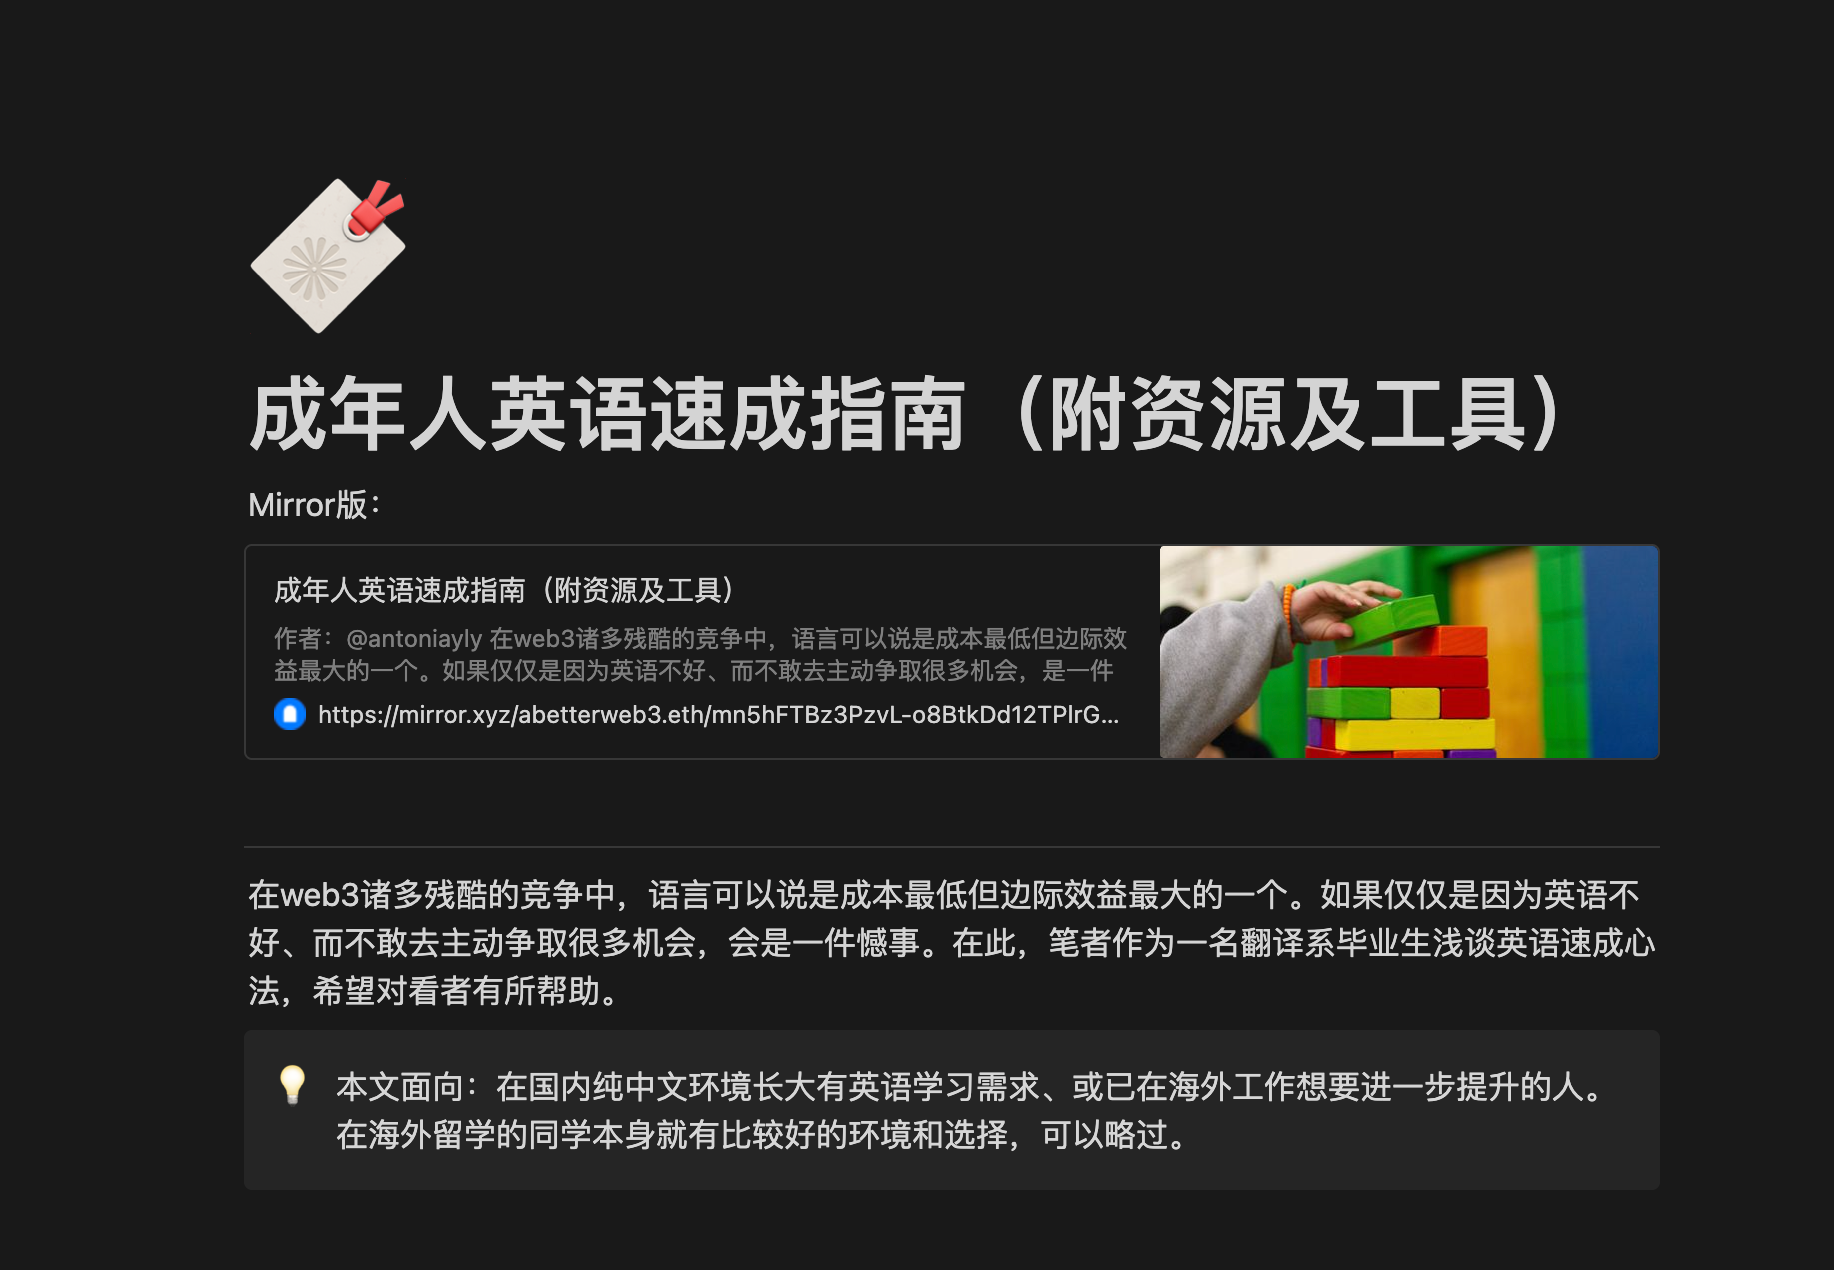 成年人英语速成指南（附资源及工具）
Mirror版：
成年人英语速成指南（附资源及工具）
作者：@antoniayly 在web3诸多残酷的竞争中，语言可以说是成本最低但边际效
益最大的一个。如果仅仅是因为英语不好、而不敢去主动争取很多机会，是一件
https://mirror.xyz/abetterweb3.eth/mn5hFTBz3PzvL-o8BtkDd12TPlrG...
在web3诸多残酷的竞争中，语言可以说是成本最低但边际效益最大的一个。如果仅仅是因为英语不
好、而不敢去主动争取很多机会，会是一件憾事。在此，笔者作为一名翻译系毕业生浅谈英语速成心
法，希望对看者有所帮助。
本文面向：在国内纯中文环境长大有英语学习需求、或已在海外工作想要进一步提升的人。
在海外留学的同学本身就有比较好的环境和选择，可以略过。